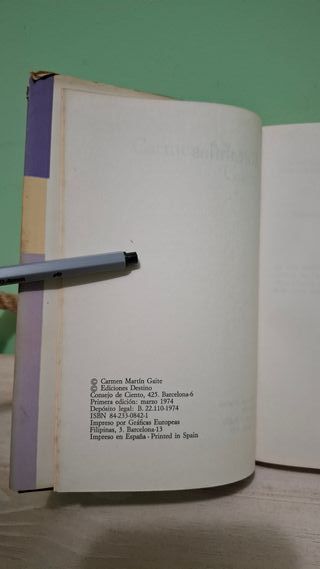 © Carmen Martín Gaite
© Ediciones Destino
Consejo de Ciento, 425. Barcelona-6
Primera edición: marzo 1974
Depósito legal: B. 22.110-1974
ISBN 84-233-0842-1
Impreso por Gráficas Europeas
Filipinas, 3. Barcelona-13
Impreso en España - Printed in Spain